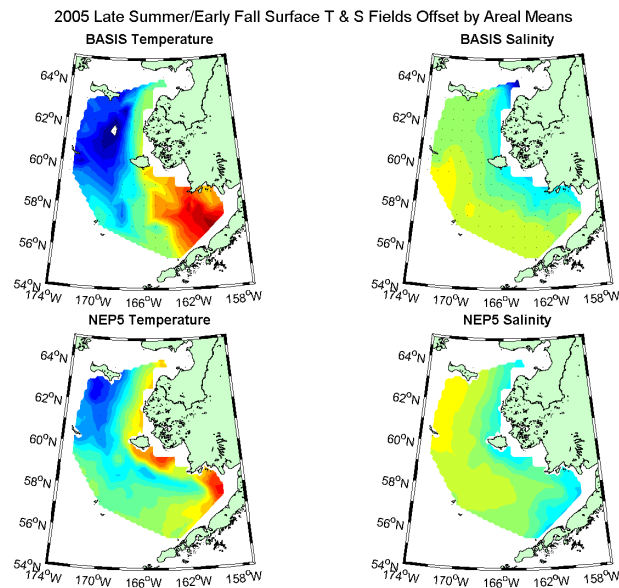 2005 Late Summer/Early Fall Surface T & S Fields Offset by Areal Means
BASIS Temperature
64°N
62°N
60°N
58°N
56°N
54°N
174°W 170°W 166°W 162°W 158°W
BASIS Salinity
64°N
62°N
60°N
58°N
56°N
54°N
174°W 170°W 166°W 162°W 158°W
NEP5 Temperature
64°N
62°N
60°N
58°N
56°N
54°N
174°W 170°W 166°W 162°W 158°W
NEP5 Salinity
64°N
62°N
60°N
58°N
56°N
54°N
174°W 170°W 166°W 162°W 158°W